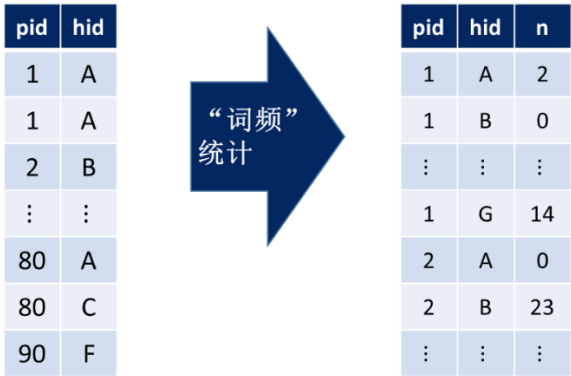 pid hid
1 A
1 A
2 B
⋮ ⋮
80 A
80 C
90 F
“词频”
统计
pid hid n
1 A 2
1 B 0
⋮ ⋮ ⋮
1 G 14
2 A 0
2 B 23
⋮ ⋮ ⋮